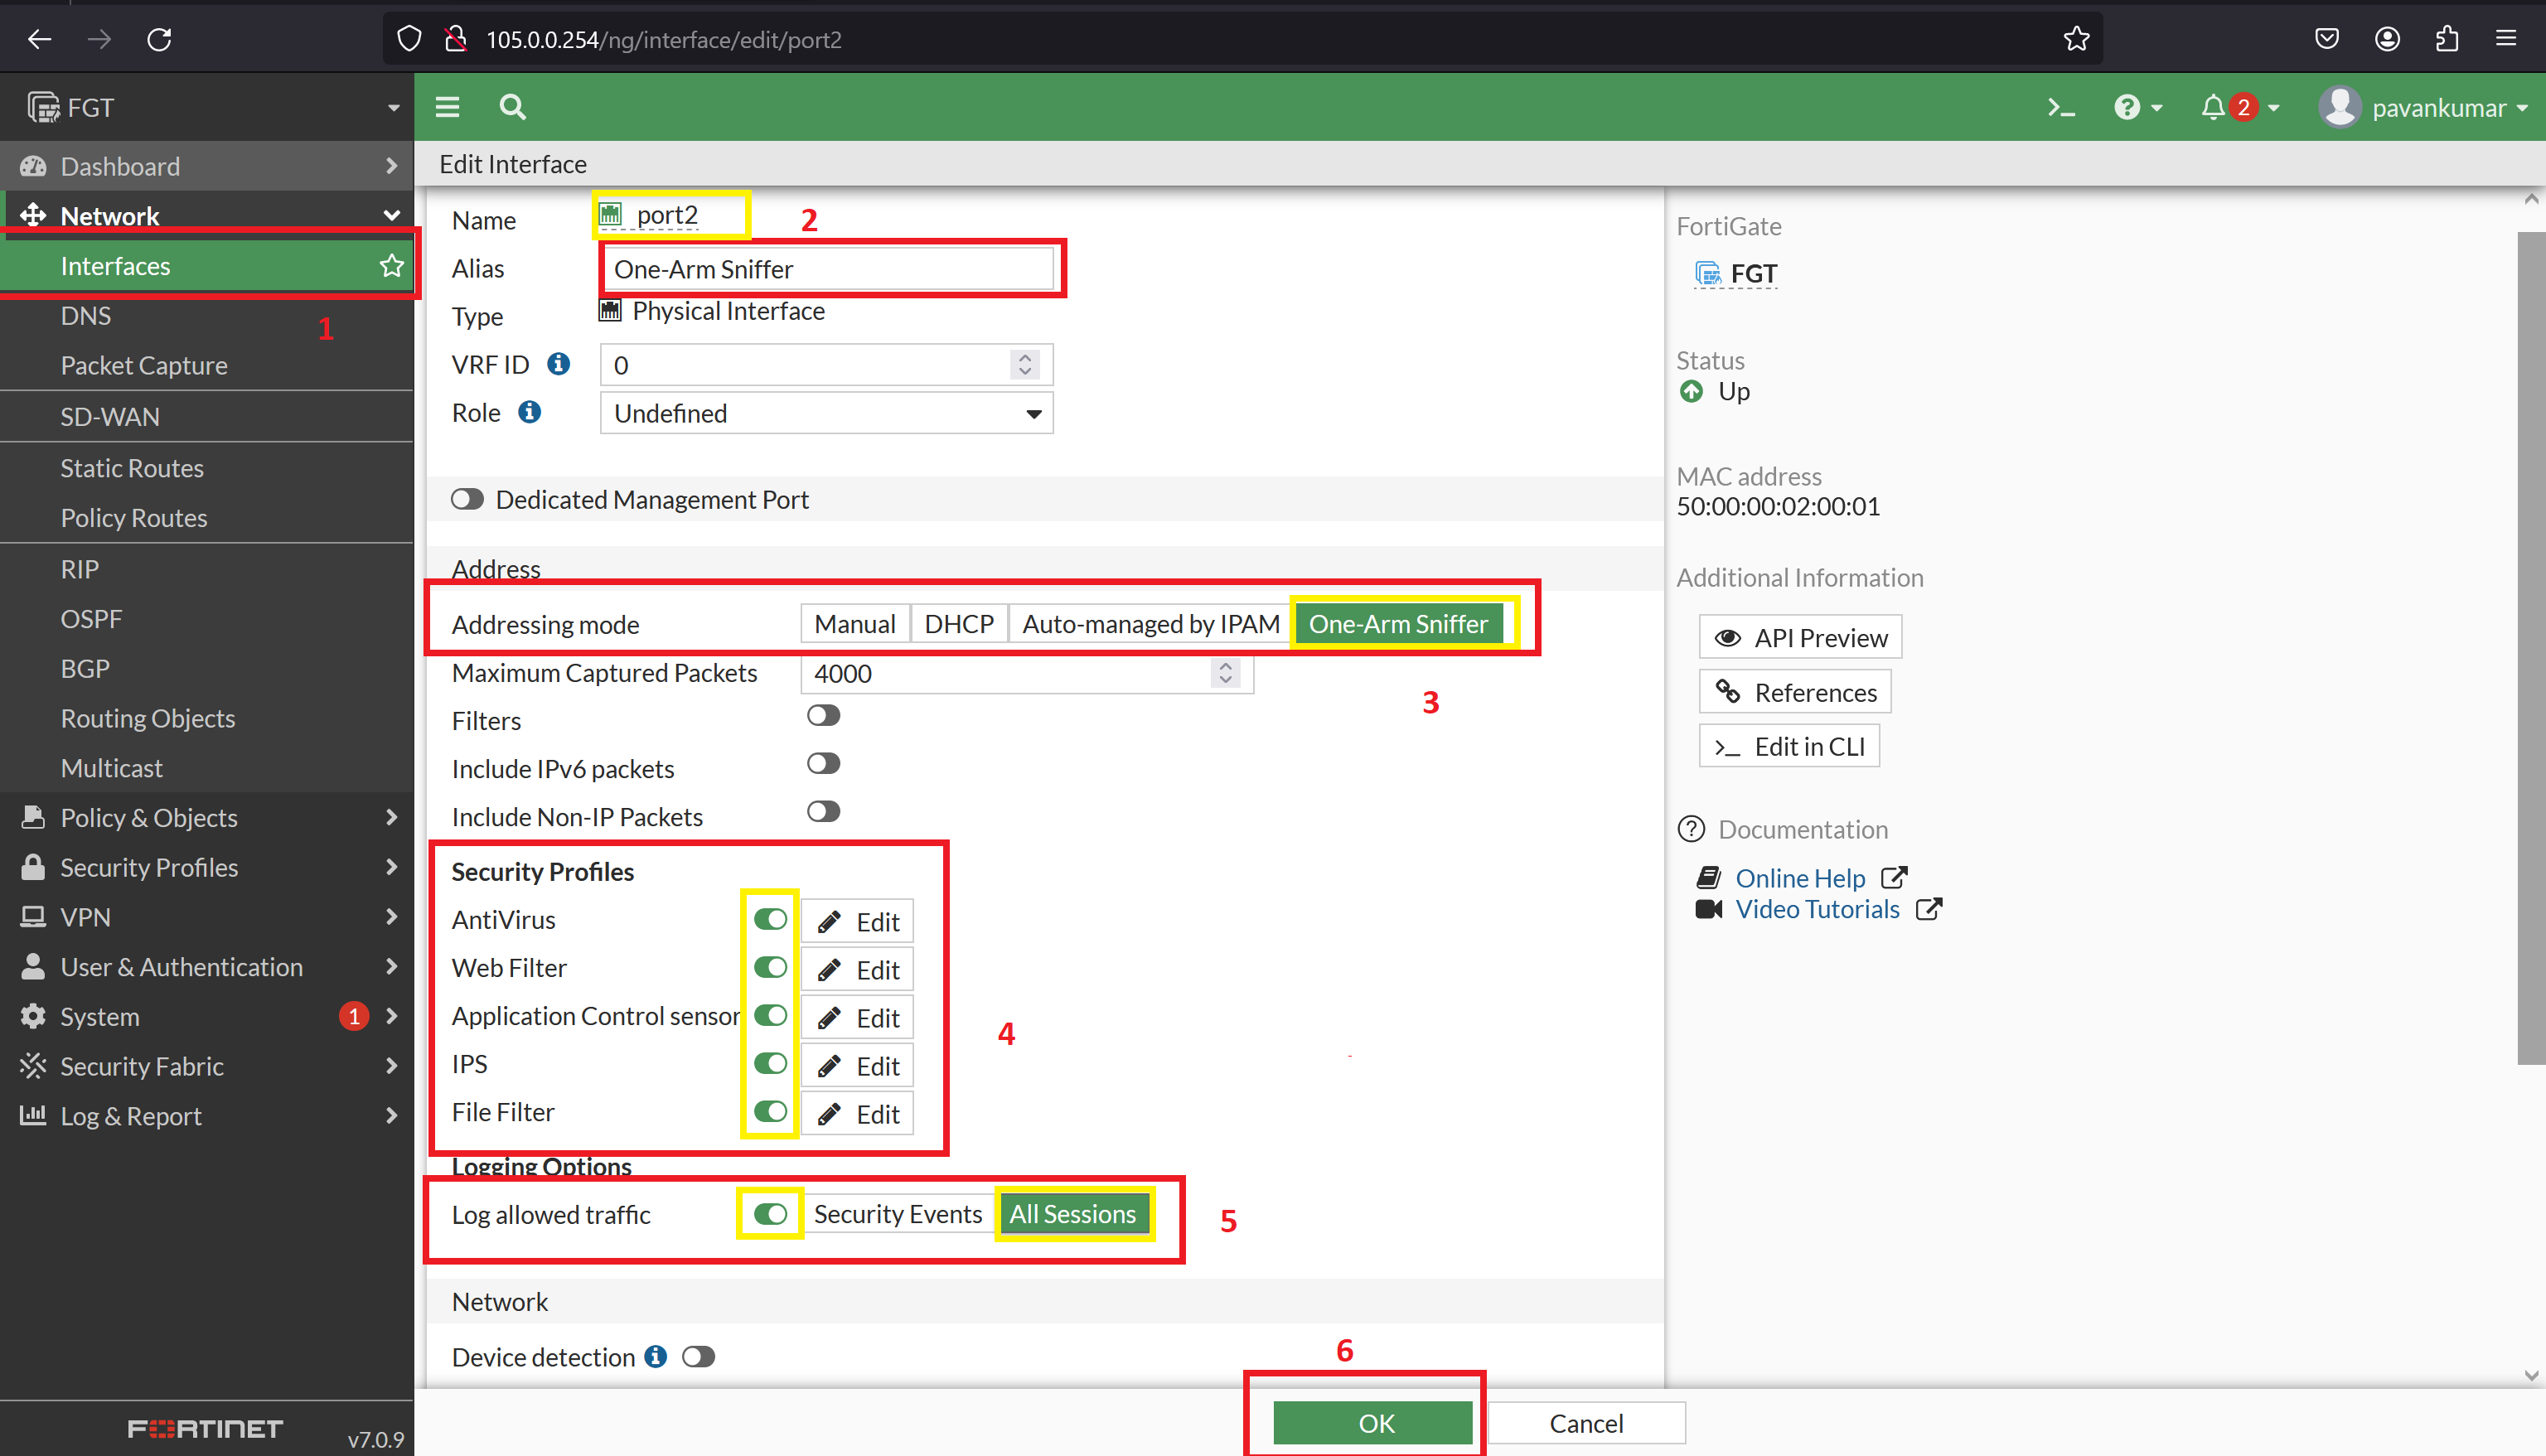 105.0.0.254/ng/interface/edit/port2
FGT
2
pavankumar
Dashboard
Network
Interfaces
1
DNS
Packet Capture
SD-WAN
Static Routes
Policy Routes
RIP
OSPF
BGP
Routing Objects
Multicast
Policy & Objects
Security Profiles
VPN
User & Authentication
System 1
Security Fabric
Log & Report
FORTINET v7.0.9
Edit Interface
Name port2 2
Alias One-Arm Sniffer
Type Physical Interface
VRF ID 0
Role Undefined
Dedicated Management Port
Address
Addressing mode Manual DHCP Auto-managed by IPAM One-Arm Sniffer
Maximum Captured Packets 4000
3
Filters
Include IPv6 packets
Include Non-IP Packets
Security Profiles
AntiVirus Edit
Web Filter Edit
Application Control sensor Edit
4
IPS Edit
File Filter Edit
Logging Options
Log allowed traffic Security Events All Sessions 5
Network
Device detection
6
OK Cancel
FortiGate
FGT
Status
Up
MAC address
50:00:00:02:00:01
Additional Information
API Preview
References
>_ Edit in CLI
Documentation
Online Help
Video Tutorials